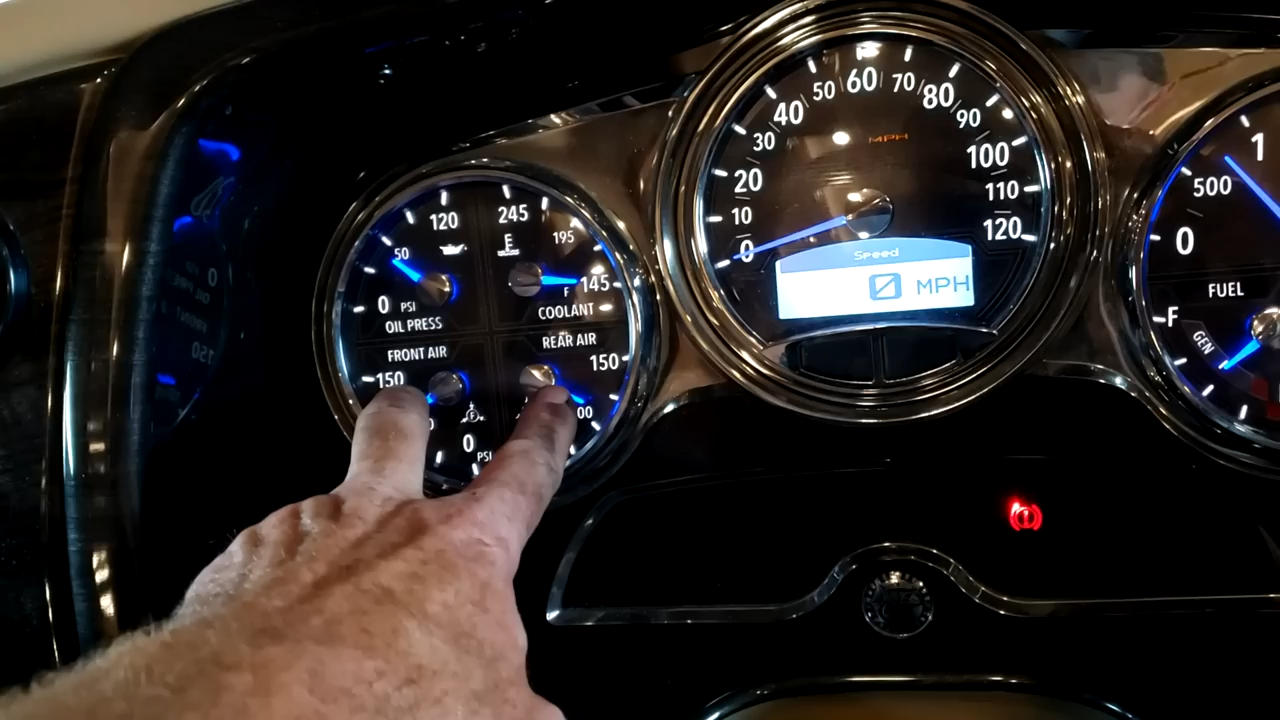 120
50
0
PSI
OIL PRESS
245
E
195
145
F
COOLANT
FRONT AIR
150
0
PSI
REAR AIR
150
0 10 20 30 40 50 60 70 80 90 100 110 120
MPH
Speed
0 MPH
1
500
0
FUEL
F
GEN